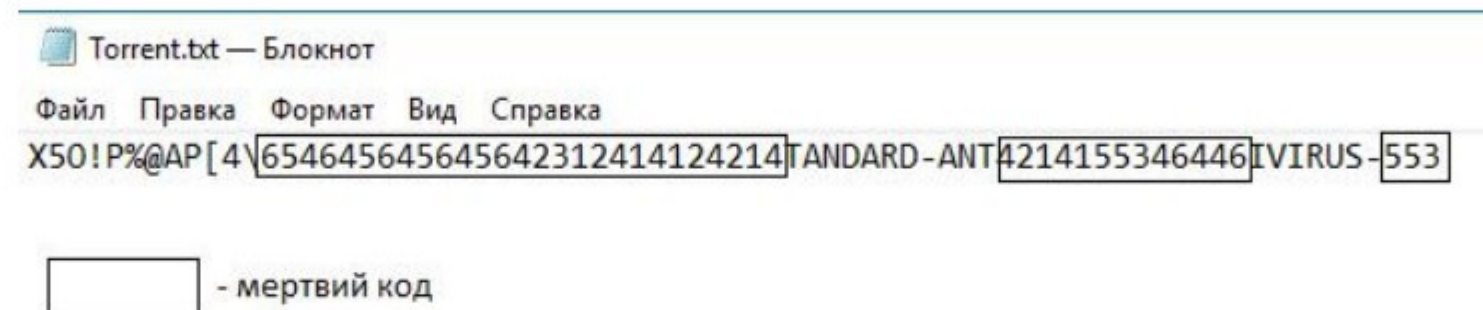 Torrent.txt — Блокнот
Файл Правка Формат Вид Справка
X5O!P%@AP[4\6546456456456423124141242​14TANDARD-ANT4214155346446IVIRUS-553
- мертвий код